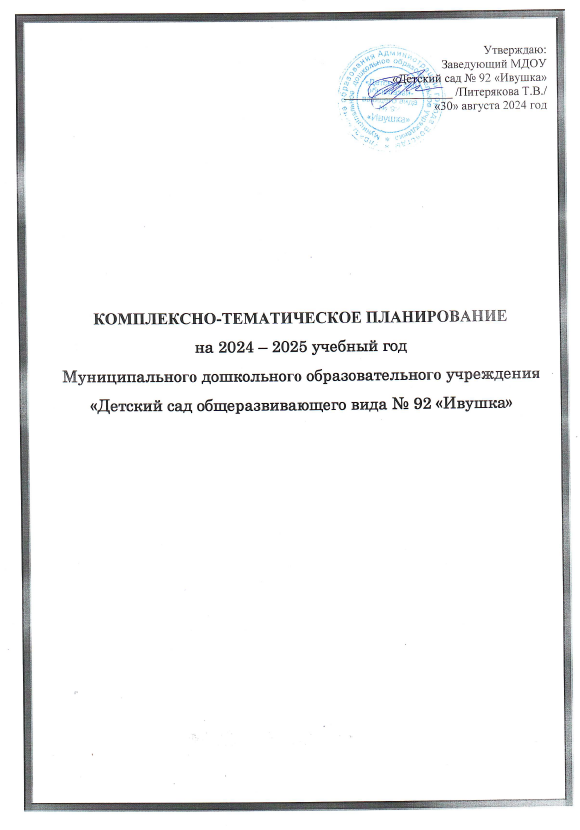 Утверждаю:
Заведующий МДОУ
«Детский сад № 92 «Ивушка»
/Питерякова Т.В./
«30» августа 2024 год
«Ивушка»
КОМПЛЕКСНО-ТЕМАТИЧЕСКОЕ ПЛАНИРОВАНИЕ
на 2024 – 2025 учебный год
Муниципального дошкольного образовательного учреждения
«Детский сад общеразвивающего вида № 92 «Ивушка»